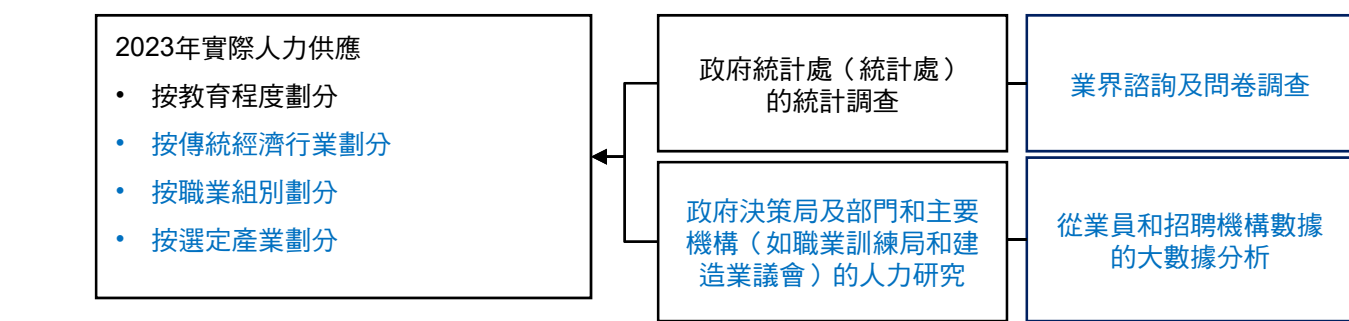 2023年實際人力供應
• 按教育程度劃分
• 按傳統經濟行業劃分
• 按職業組別劃分
• 按選定產業劃分
政府統計處（統計處）
的統計調查
業界諮詢及問卷調查
政府決策局及部門和主要
機構（如職業訓練局和建
造業議會）的人力研究
從業員和招聘機構數據
的大數據分析